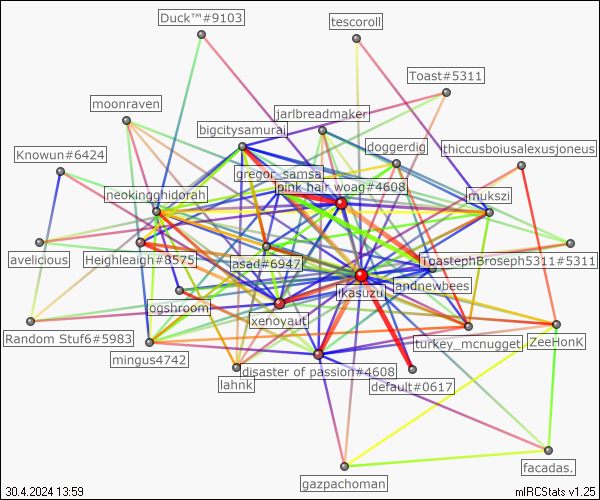 Duck™#9103
tescoroll
Toast#5311
moonraven
jarlbreadmaker
bigcitysamurai
doggerdig
thiccusboiusalexusjoneus
Knowun#6424
gregor_samsa
pink hair woag#4608
neokingghidorah
mukszi
avelicious
Heighleaigh#8575
asad#6947
ToastephBroseph5311#5311
ikasuzu
andnewbees
ogshroom
xenoyaut
Random Stuf6#5983
mingus4742
turkey_mcnugget
ZeeHonK
disaster of passion#4608
lahnk
default#0617
facadas.
gazpachoman
30.4.2024 13:59
mIRCStats v1.25